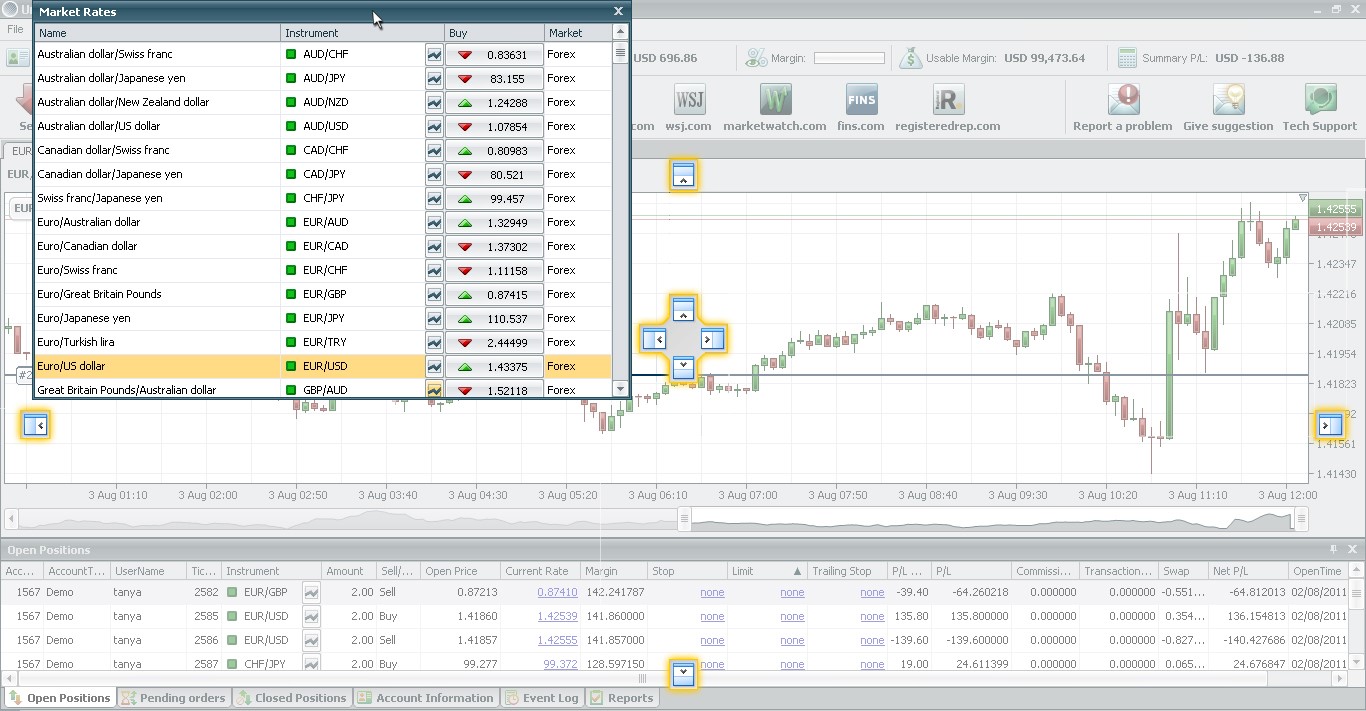 Market Rates
Name Instrument Buy Market
Australian dollar/Swiss franc AUD/CHF 0.83631 Forex
Australian dollar/Japanese yen AUD/JPY 83.155 Forex
Australian dollar/New Zealand dollar AUD/NZD 1.24288 Forex
Australian dollar/US dollar AUD/USD 1.07854 Forex
Canadian dollar/Swiss franc CAD/CHF 0.80983 Forex
Canadian dollar/Japanese yen CAD/JPY 80.521 Forex
Swiss franc/Japanese yen CHF/JPY 99.457 Forex
Euro/Australian dollar EUR/AUD 1.32949 Forex
Euro/Canadian dollar EUR/CAD 1.37302 Forex
Euro/Swiss franc EUR/CHF 1.11158 Forex
Euro/Great Britain Pounds EUR/GBP 0.87415 Forex
Euro/Japanese yen EUR/JPY 110.537 Forex
Euro/Turkish lira EUR/TRY 2.44499 Forex
Euro/US dollar EUR/USD 1.43375 Forex
Great Britain Pounds/Australian dollar GBP/AUD 1.52118 Forex
File
USD 696.86 Margin: Usable Margin: USD 99,473.64 Summary P/L: USD -136.88
WSJ FINS iR
.com wsj.com marketwatch.com fins.com registeredrep.com Report a problem Give suggestion Tech Support
EUR
EUR/
EUR
1.42555
1.42539
1.42347
1.42216
1.42085
1.41954
1.41823
1.41561
1.41430
#2
3 Aug 01:10 3 Aug 02:00 3 Aug 02:50 3 Aug 03:40 3 Aug 04:30 3 Aug 05:20 3 Aug 06:10 3 Aug 07:00 3 Aug 07:50 3 Aug 08:40 3 Aug 09:30 3 Aug 10:20 3 Aug 11:10 3 Aug 12:00
Open Positions
Acc... AccountT... UserName Tic... Instrument Amount Sell/... Open Price Current Rate Margin Stop Limit Trailing Stop P/L ... P/L Commissi... Transaction... Swap Net P/L OpenTime
1567 Demo tanya 2582 EUR/GBP 2.00 Sell 0.87213 0.87410 142.241787 none none none -39.40 -64.260218 0.000000 0.000000 -0.551... -64.812013 02/08/2011
1567 Demo tanya 2585 EUR/USD 2.00 Buy 1.41860 1.42539 141.860000 none none none 135.80 135.800000 0.000000 0.000000 0.354... 136.154813 02/08/2011
1567 Demo tanya 2586 EUR/USD 2.00 Sell 1.41857 1.42555 141.857000 none none none -139.60 -139.600000 0.000000 0.000000 -0.827... -140.427686 02/08/2011
1567 Demo tanya 2587 CHF/JPY 2.00 Buy 99.277 99.372 128.597150 none none none 19.00 24.611399 0.000000 0.000000 0.065... 24.676847 02/08/2011
Open Positions Pending orders Closed Positions Account Information Event Log Reports